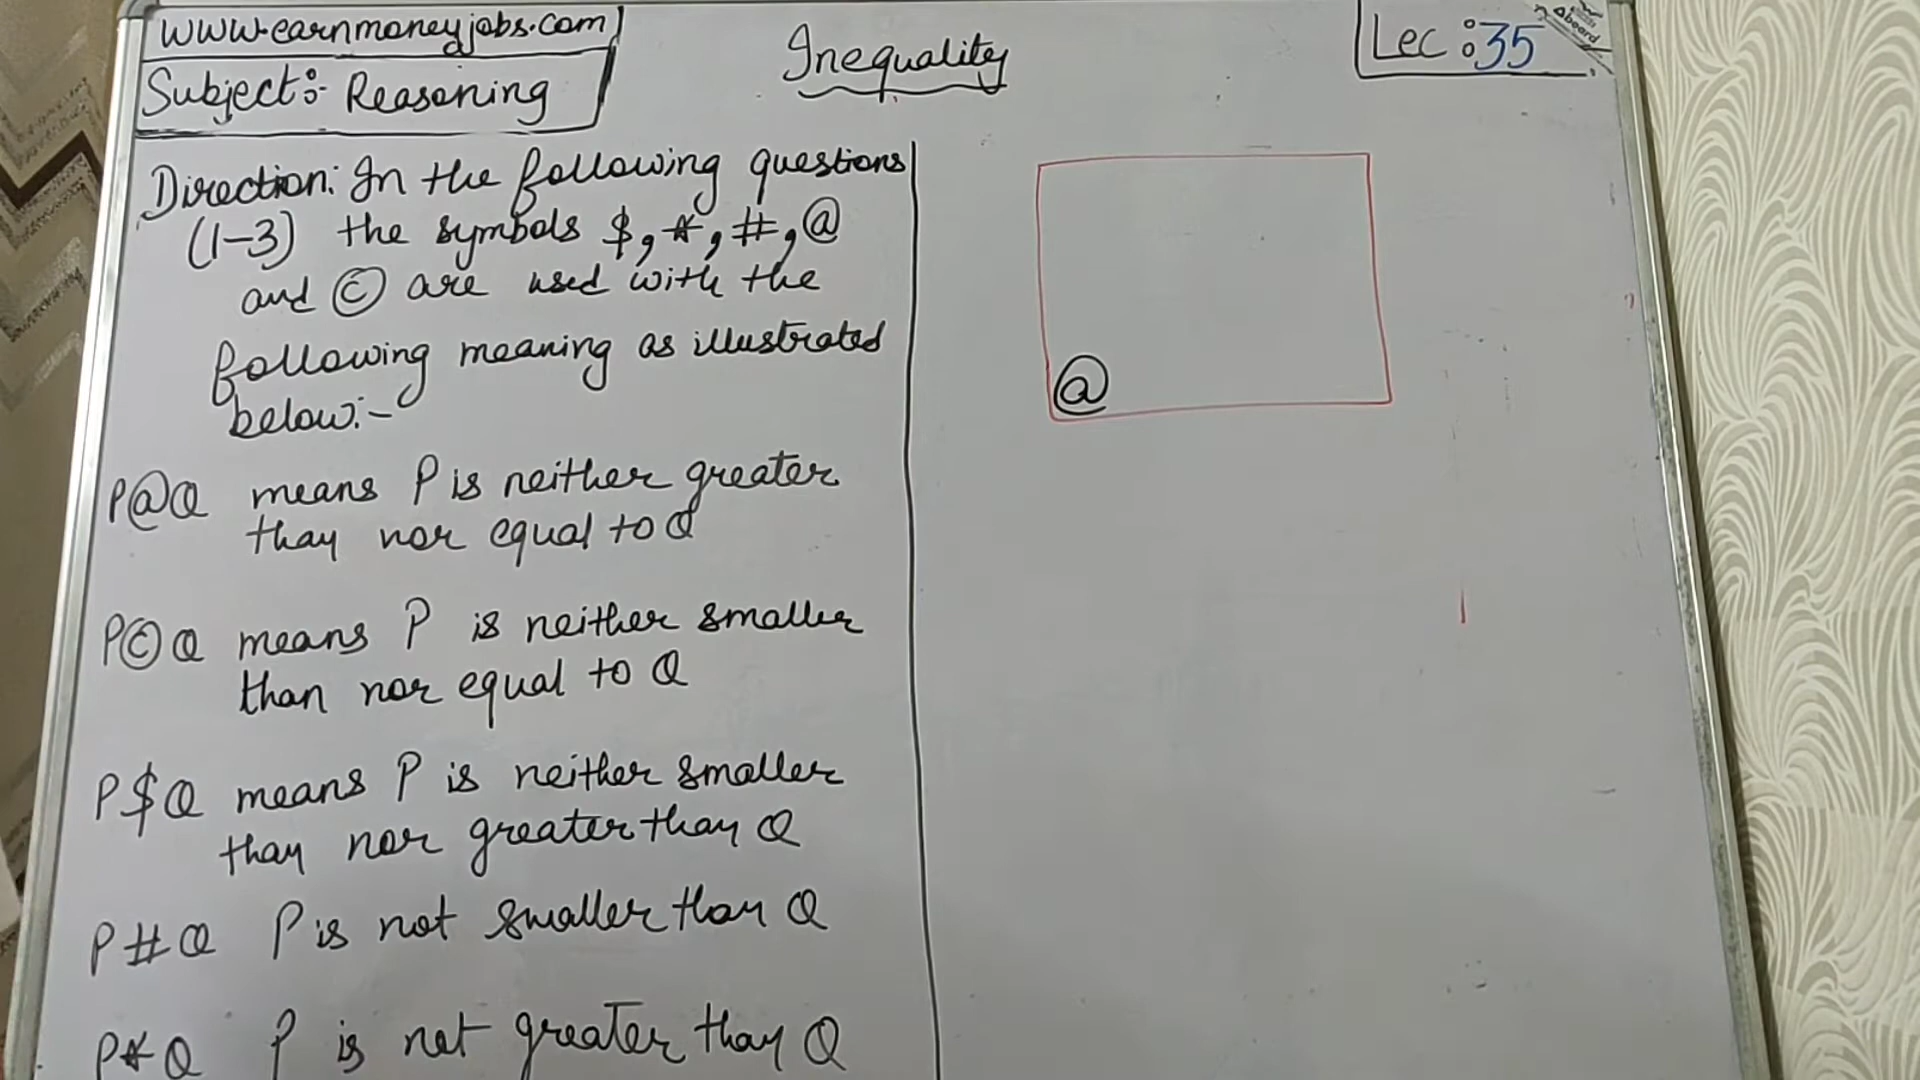 www.earnmoneyjobs.com
Subject:- Reasoning
Inequality
Lec : 35
Direction: In the following questions
(1-3) the symbols $, *, #, @
and © are used with the
following meaning as illustrated
below:-
P@Q means P is neither greater
than nor equal to Q
P©Q means P is neither smaller
than nor equal to Q
P$Q means P is neither smaller
than nor greater than Q
P#Q P is not smaller than Q
P*Q P is not greater than Q
@